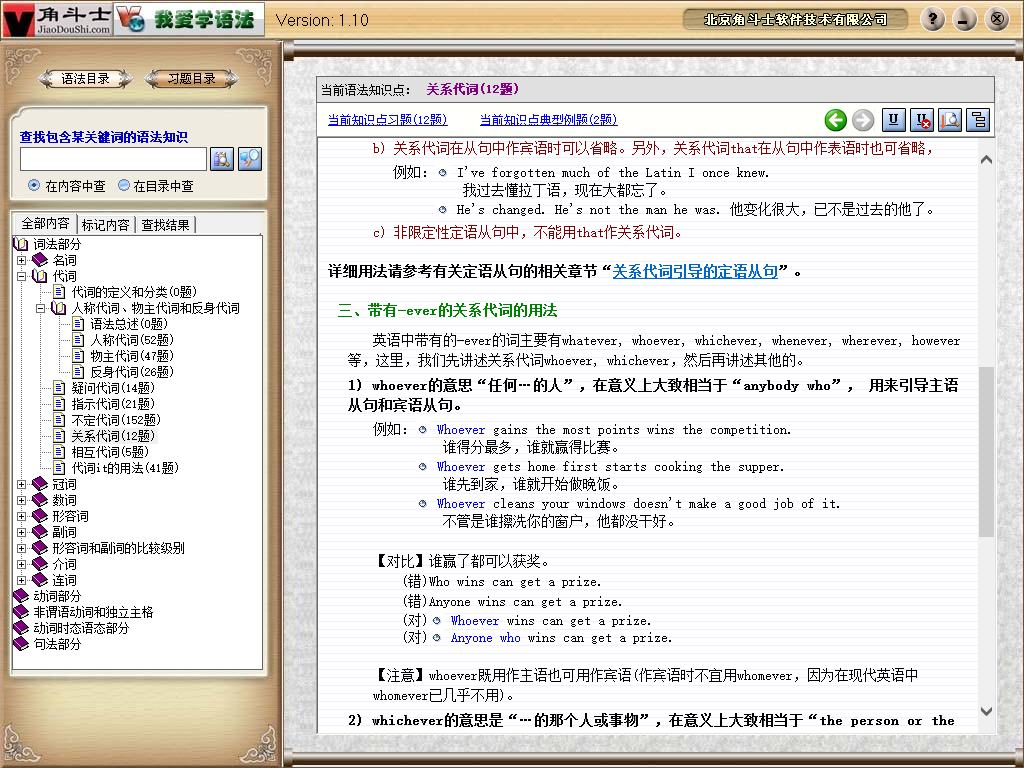 角斗士
JiaoDouShi.com
我爱学语法
Version: 1.10
北京角斗士软件技术有限公司
语法目录
习题目录
查找包含某关键词的语法知识
在内容中查
在目录中查
全部内容
标记内容
查找结果
词法部分
名词
代词
代词的定义和分类(0题)
人称代词、物主代词和反身代词
语法总述(0题)
人称代词(52题)
物主代词(47题)
反身代词(26题)
疑问代词(14题)
指示代词(21题)
不定代词(152题)
关系代词(12题)
相互代词(5题)
代词it的用法(41题)
冠词
数词
形容词
副词
形容词和副词的比较级别
介词
连词
动词部分
非谓语动词和独立主格
动词时态语态部分
句法部分
当前语法知识点： 关系代词(12题)
当前知识点习题(12题)
当前知识点典型例题(2题)
b) 关系代词在从句中作宾语时可以省略。另外，关系代词that在从句中作表语时也可省略，
例如： I've forgotten much of the Latin I once knew.
我过去懂拉丁语，现在大都忘了。
He's changed. He's not the man he was. 他变化很大，已不是过去的他了。
c) 非限定性定语从句中，不能用that作关系代词。
详细用法请参考有关定语从句的相关章节“关系代词引导的定语从句”。
三、带有-ever的关系代词的用法
英语中带有的-ever的词主要有whatever, whoever, whichever, whenever, wherever, however
等，这里，我们先讲述关系代词whoever, whichever，然后再讲述其他的。
1) whoever的意思“任何…的人”，在意义上大致相当于“anybody who”， 用来引导主语
从句和宾语从句。
例如： Whoever gains the most points wins the competition.
谁得分最多，谁就赢得比赛。
Whoever gets home first starts cooking the supper.
谁先到家，谁就开始做晚饭。
Whoever cleans your windows doesn't make a good job of it.
不管是谁擦洗你的窗户，他都没干好。
【对比】谁赢了都可以获奖。
(错)Who wins can get a prize.
(错)Anyone wins can get a prize.
(对) Whoever wins can get a prize.
(对) Anyone who wins can get a prize.
【注意】whoever既用作主语也可用作宾语(作宾语时不宜用whomever，因为在现代英语中
whomever已几乎不用)。
2) whichever的意思是“…的那个人或事物”，在意义上大致相当于“the person or the